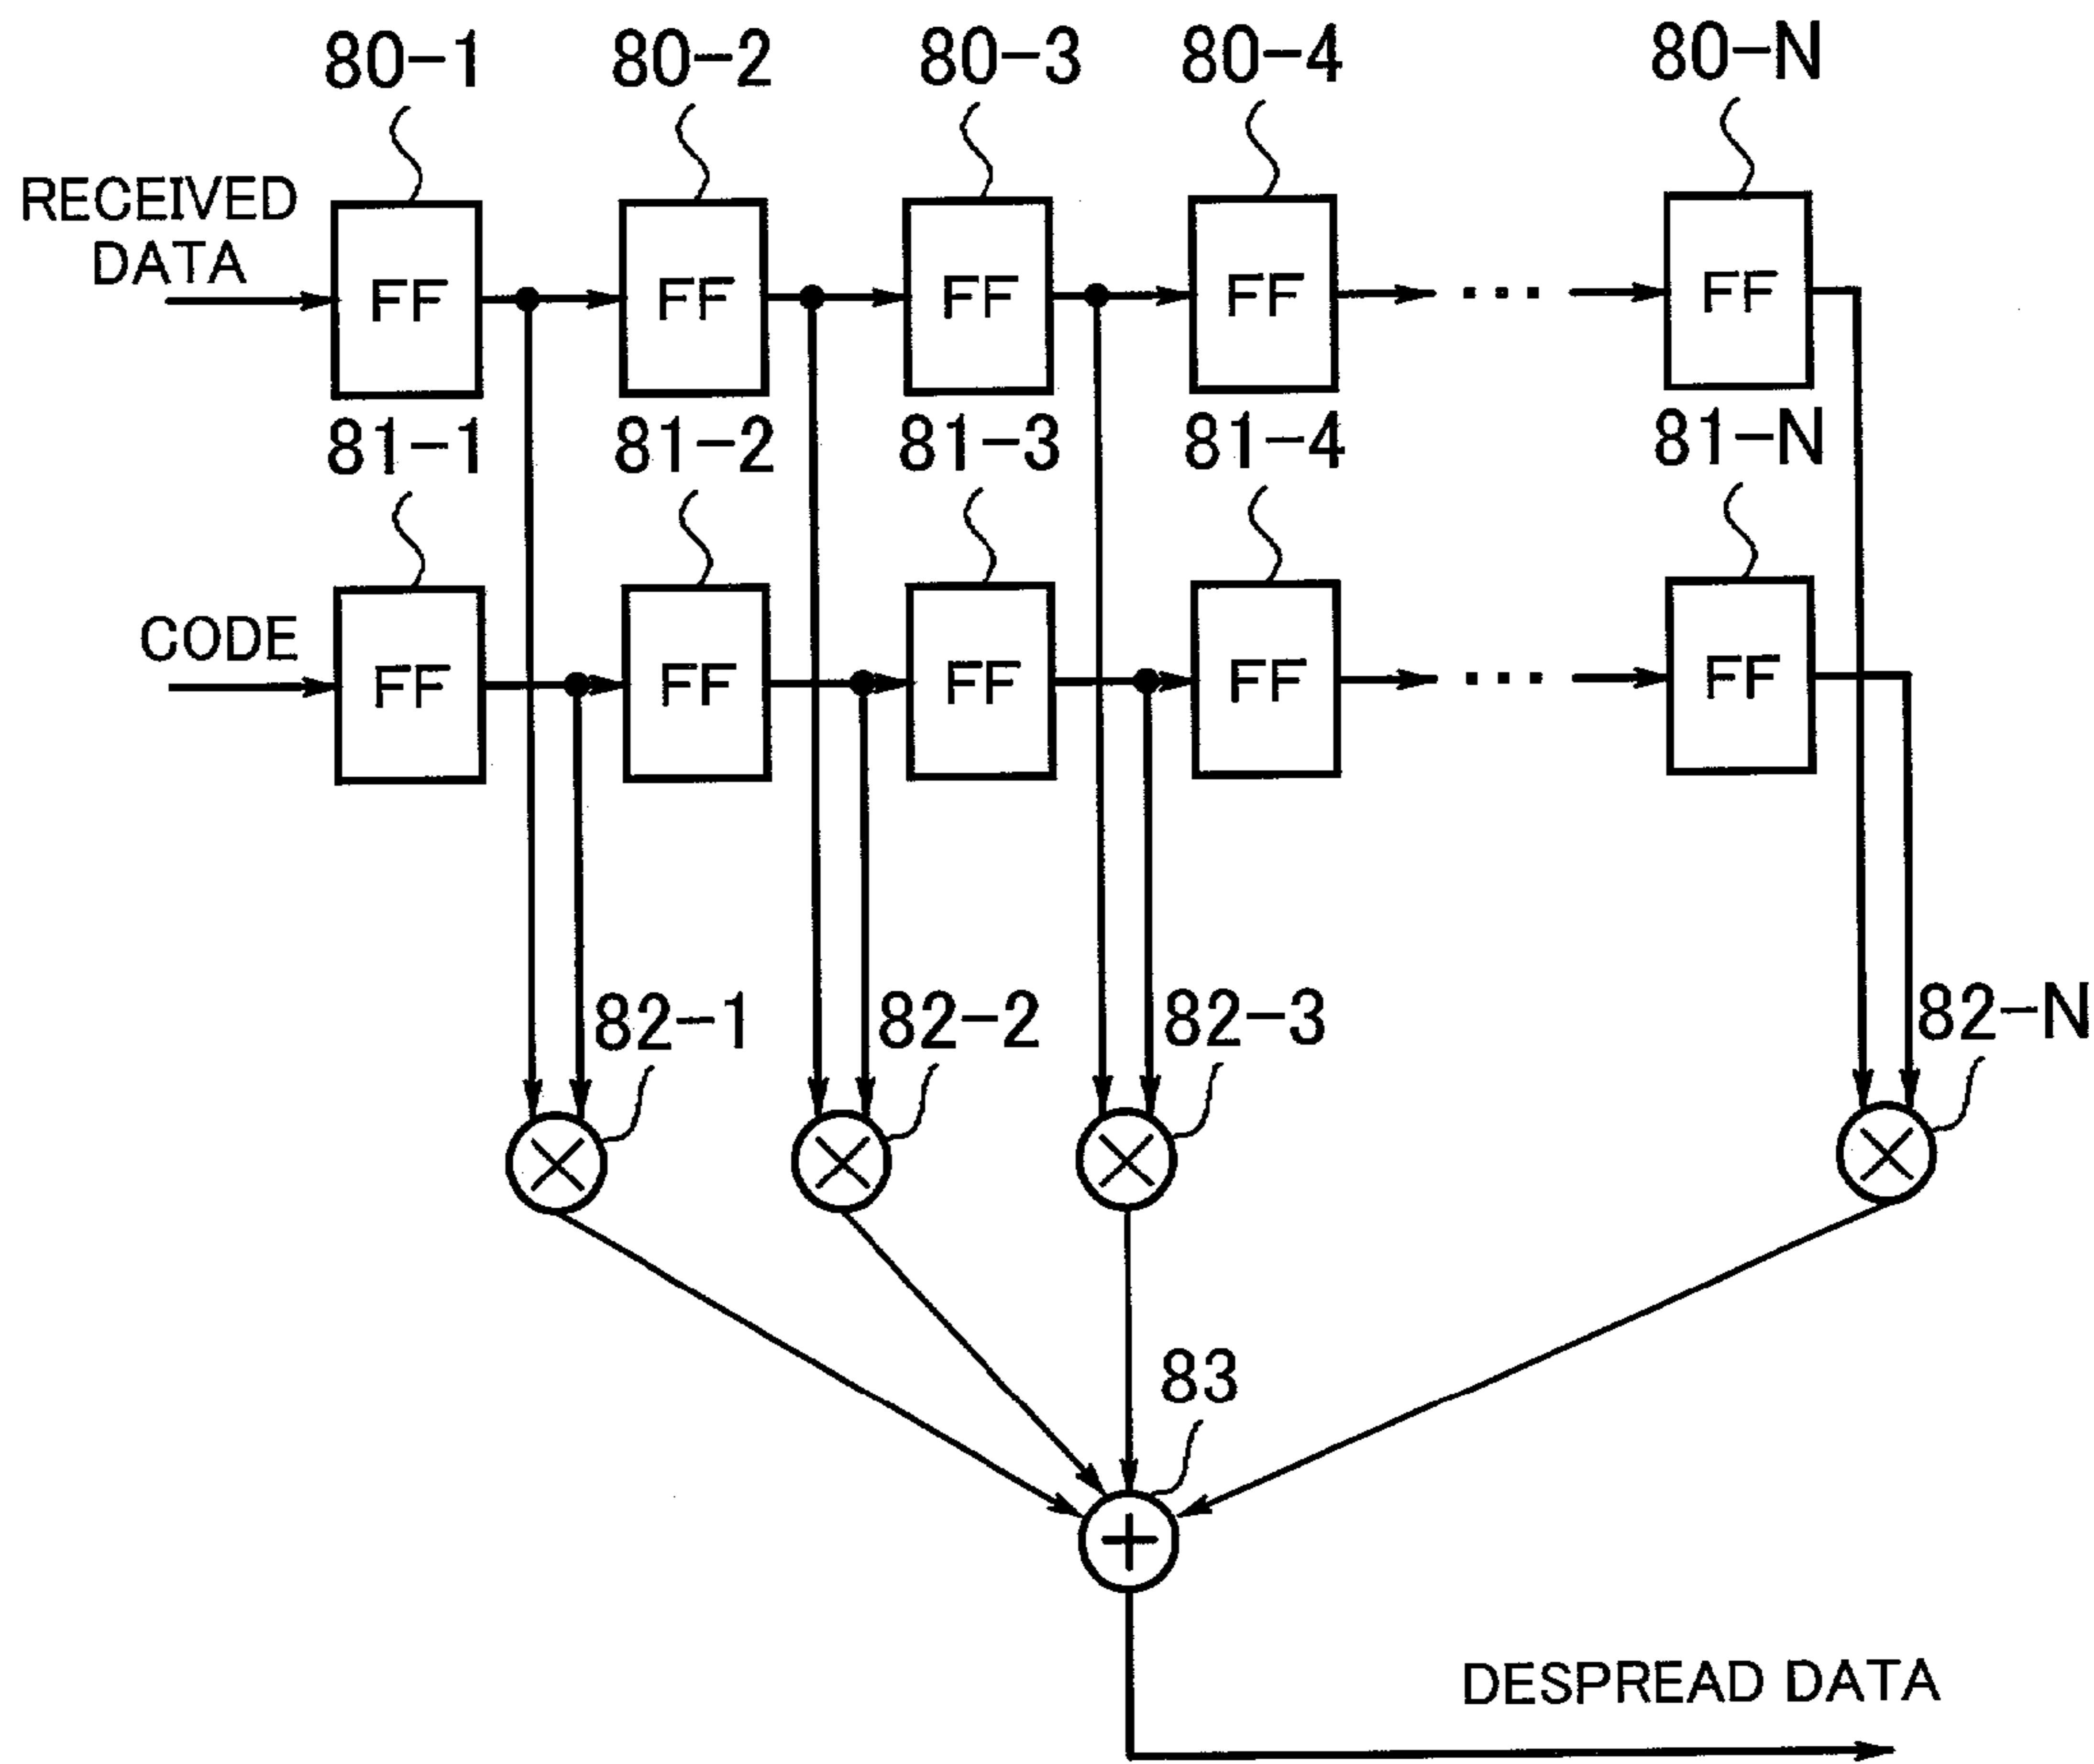 80-1 80-2 80-3 80-4 80-N
RECEIVED
DATA
FF FF FF FF ... FF
81-1 81-2 81-3 81-4 81-N
CODE
FF FF FF FF ... FF
82-1 82-2 82-3 82-N
83
DESPREAD DATA